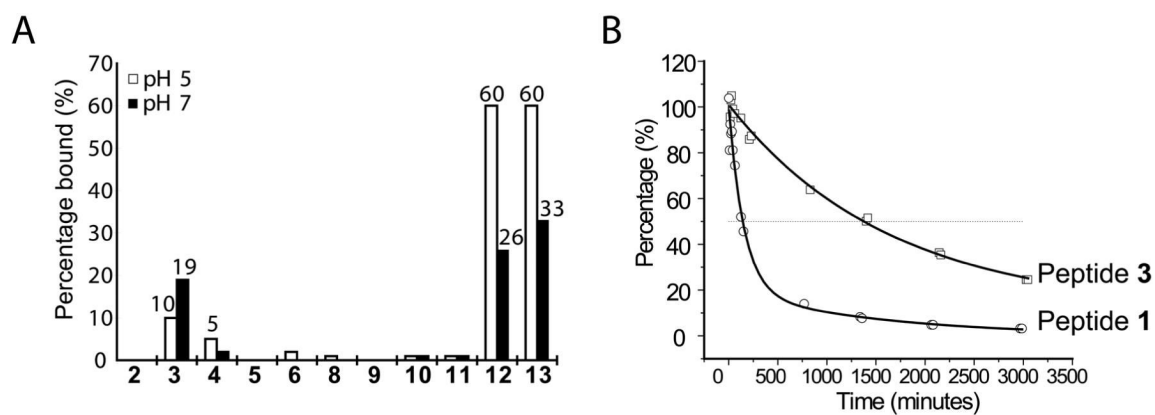 A
Percentage bound (%)
70
60
50
40
30
20
10
0
pH 5
pH 7
10
19
5
60
26
60
33
2 3 4 5 6 8 9 10 11 12 13
B
Percentage (%)
120
100
80
60
40
20
0
Peptide 3
Peptide 1
0 500 1000 1500 2000 2500 3000 3500
Time (minutes)